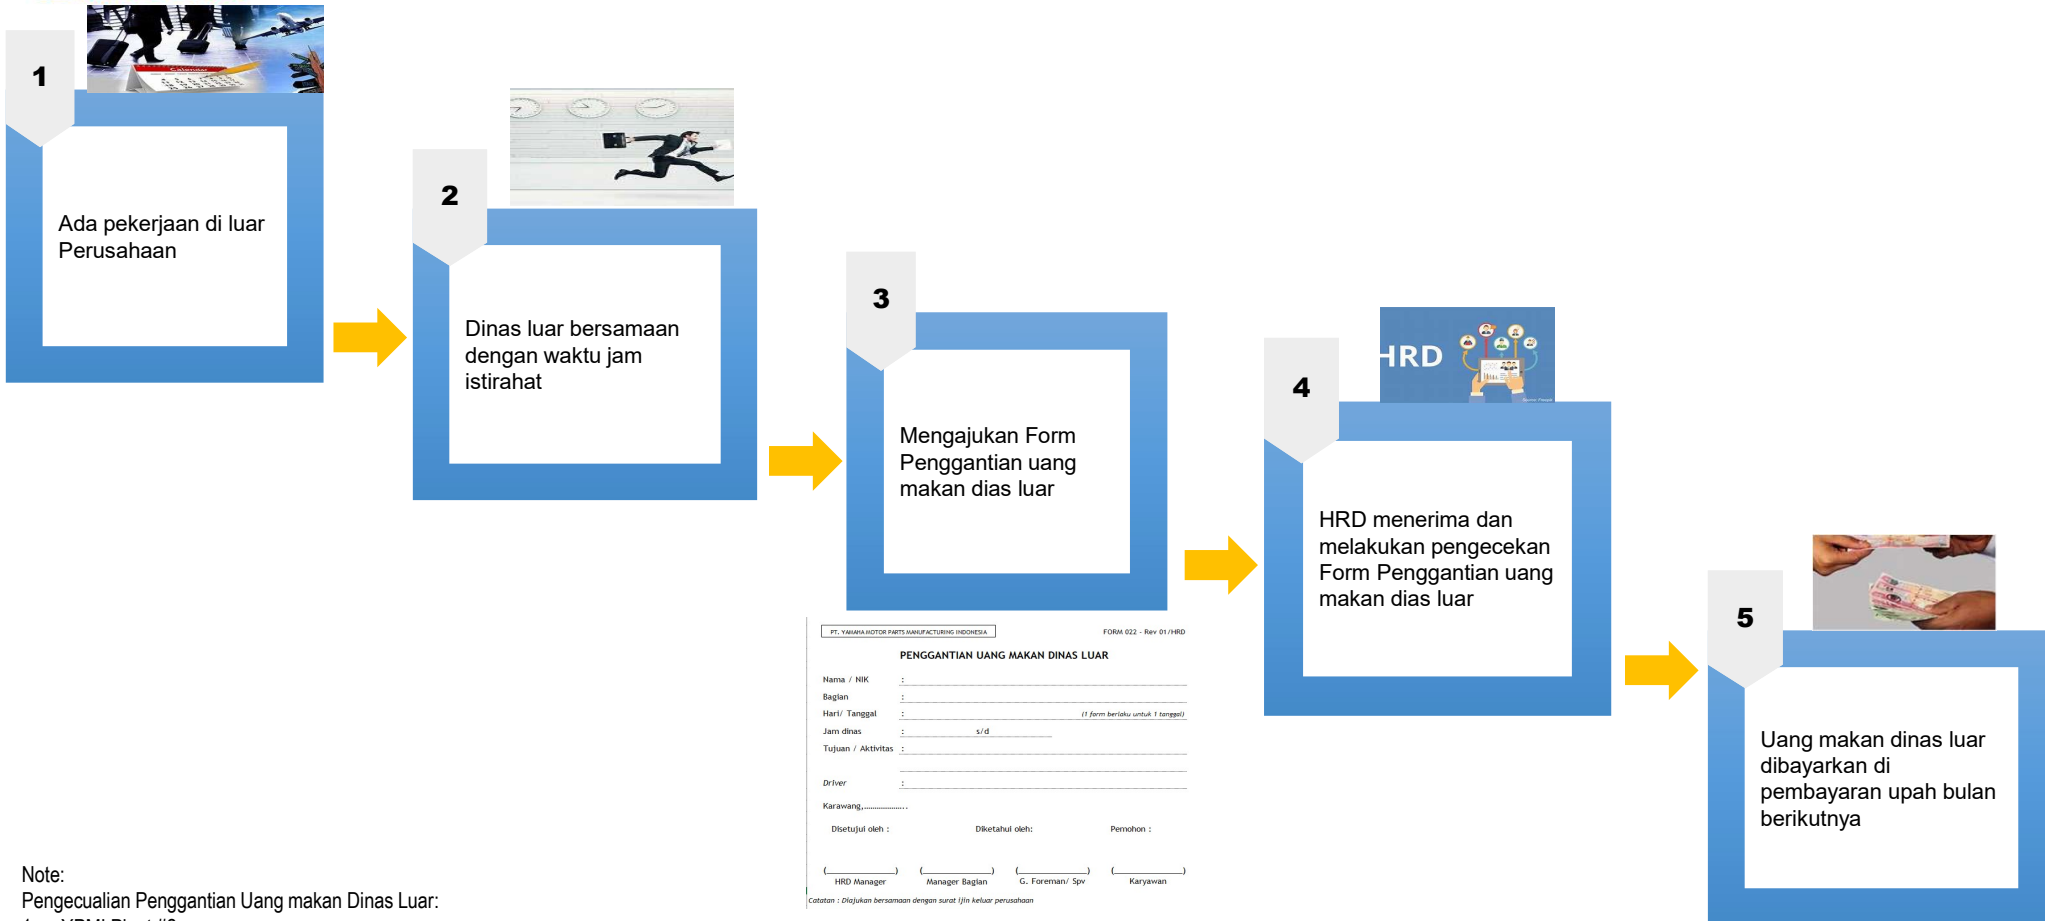 1
Ada pekerjaan di luar
Perusahaan
2
Dinas luar bersamaan
dengan waktu jam
istirahat
3
Mengajukan Form
Penggantian uang
makan dias luar
PT. YAMAHA MOTOR PARTS MANUFACTURING INDONESIA
FORM 022 - Rev 01/HRD
PENGGANTIAN UANG MAKAN DINAS LUAR
Nama / NIK :
Bagian :
Hari/ Tanggal : (1 form berlaku untuk 1 tanggal)
Jam dinas : s/d
Tujuan / Aktivitas :
Driver :
Karawang,....................
Disetujui oleh : Diketahui oleh: Pemohon :
(____________) (____________) (____________) (____________)
HRD Manager Manager Bagian G. Foreman/ Spv Karyawan
Catatan : Diajukan bersamaan dengan surat ijin keluar perusahaan
HRD
4
HRD menerima dan
melakukan pengecekan
Form Penggantian uang
makan dias luar
5
Uang makan dinas luar
dibayarkan di
pembayaran upah bulan
berikutnya
Note:
Pengecualian Penggantian Uang makan Dinas Luar: